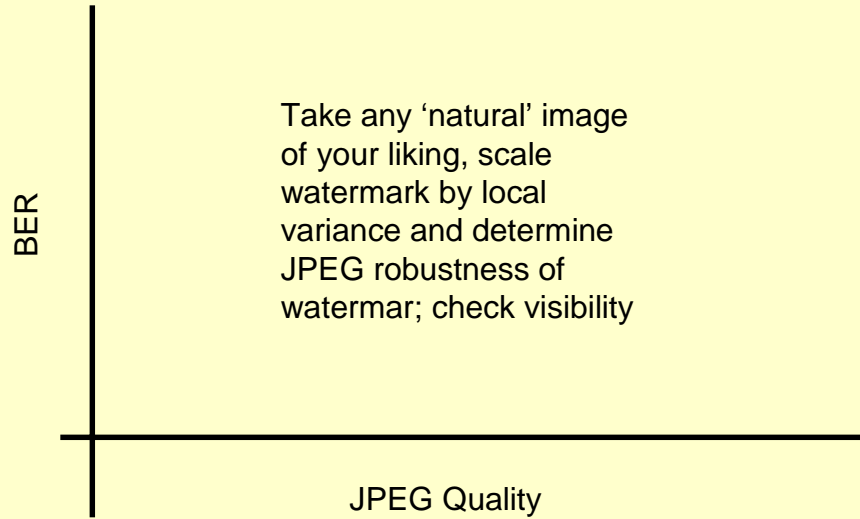 BER
Take any ‘natural’ image
of your liking, scale
watermark by local
variance and determine
JPEG robustness of
watermar; check visibility
JPEG Quality